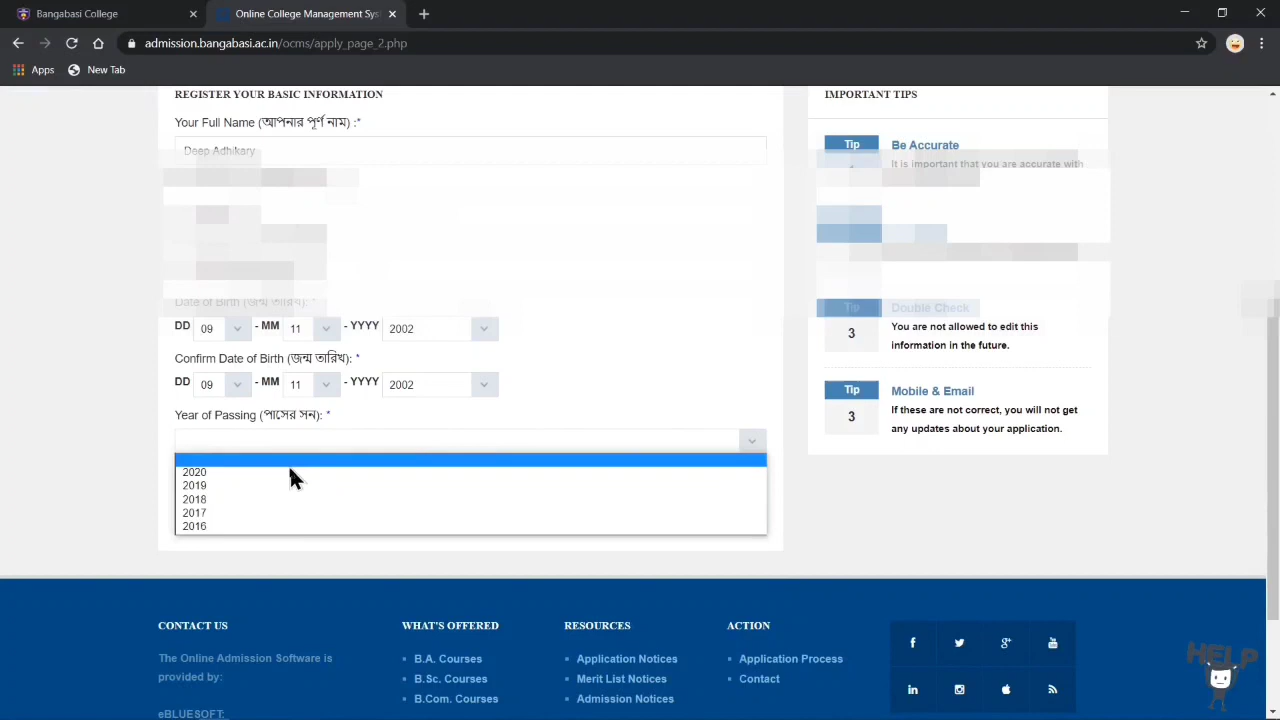 Bangabasi College
Online College Management Sys
admission.bangabasi.ac.in/ocms/apply_page_2.php
Apps
New Tab
REGISTER YOUR BASIC INFORMATION
Your Full Name (আপনার পূর্ণ নাম) :*
Deep Adhikary
Date of Birth (জন্ম তারিখ): *
DD 09 - MM 11 - YYYY 2002
Confirm Date of Birth (জন্ম তারিখ): *
DD 09 - MM 11 - YYYY 2002
Year of Passing (পাসের সন): *
2020
2019
2018
2017
2016
IMPORTANT TIPS
Tip
Be Accurate
It is important that you are accurate with
Tip
Double Check
3
You are not allowed to edit this
information in the future.
Tip
Mobile & Email
3
If these are not correct, you will not get
any updates about your application.
CONTACT US
The Online Admission Software is
provided by:
eBLUESOFT:
WHAT'S OFFERED
B.A. Courses
B.Sc. Courses
B.Com. Courses
RESOURCES
Application Notices
Merit List Notices
Admission Notices
ACTION
Application Process
Contact
HELP